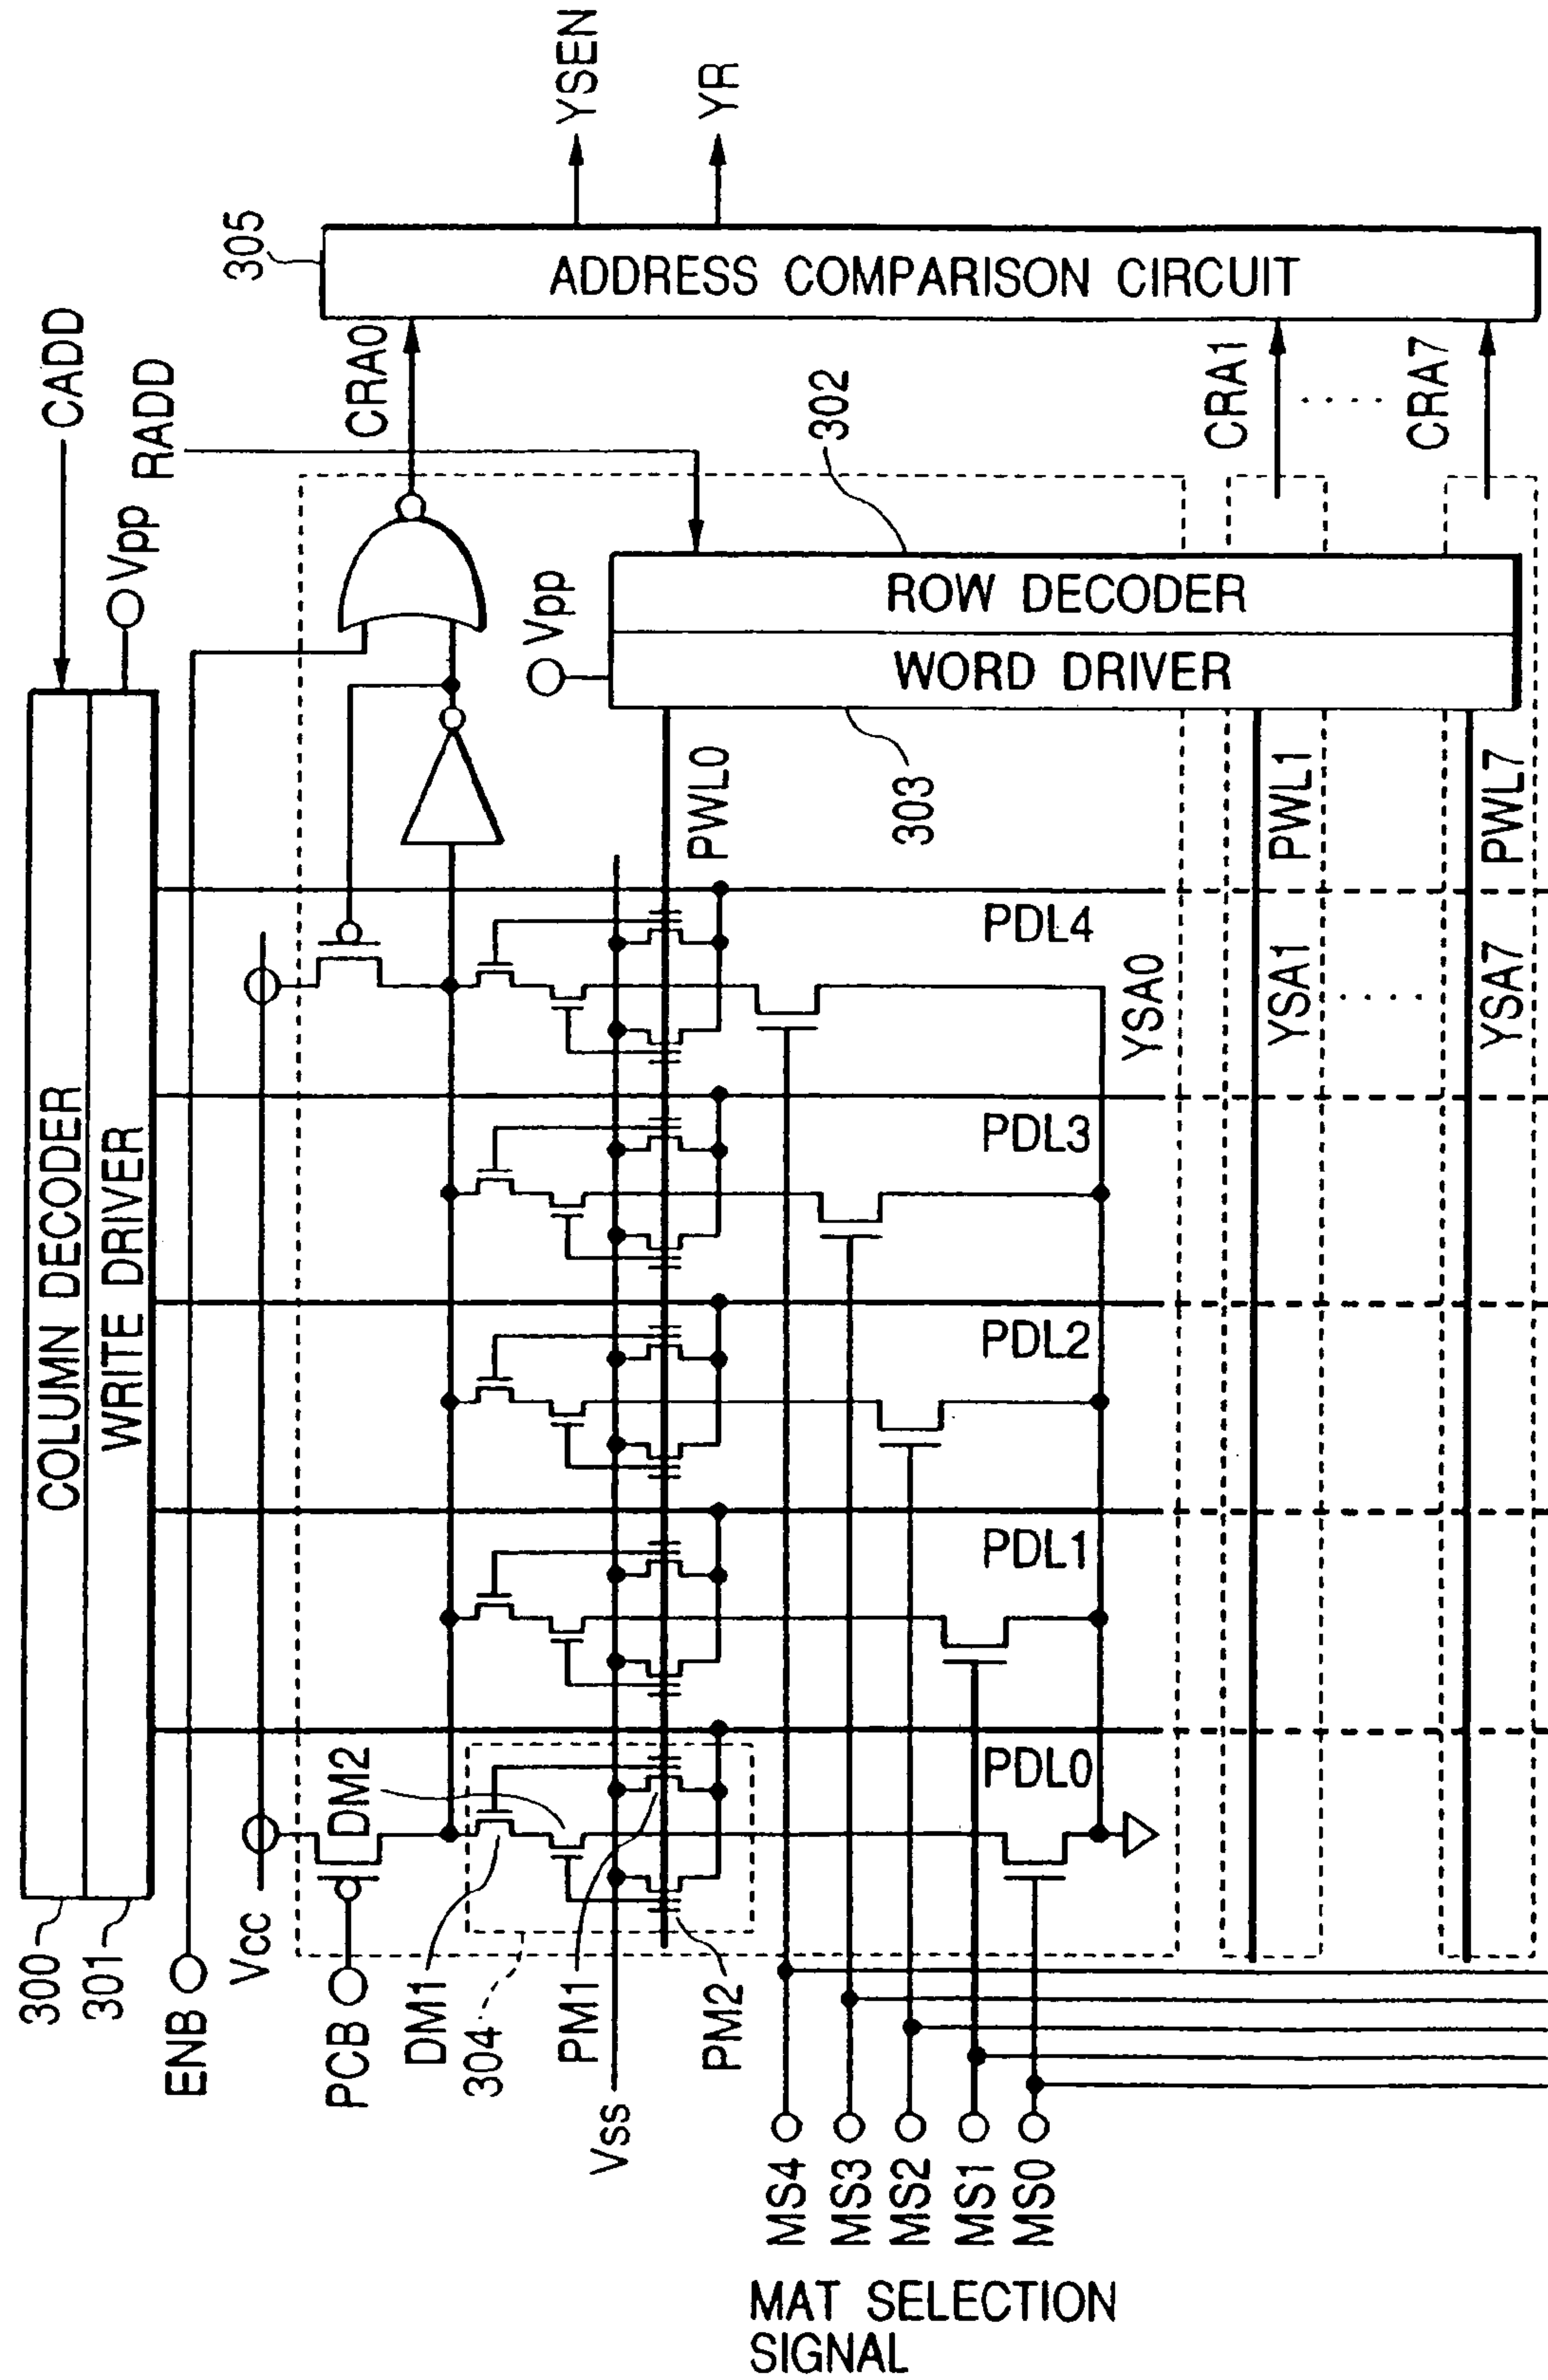 COLUMN DECODER
WRITE DRIVER
300
301
CADD
Vpp
RADD
ENB
Vcc
PCB
DM2
DM1
304
PM1
Vss
PM2
305
ADDRESS COMPARISON CIRCUIT
YSEN
YR
CRA0
CRA1
CRA7
302
ROW DECODER
WORD DRIVER
303
Vpp
PWL0
PWL1
PWL7
PDL4
PDL3
PDL2
PDL1
PDL0
YSA0
YSA1
YSA7
MS4
MS3
MS2
MS1
MS0
MAT SELECTION
SIGNAL